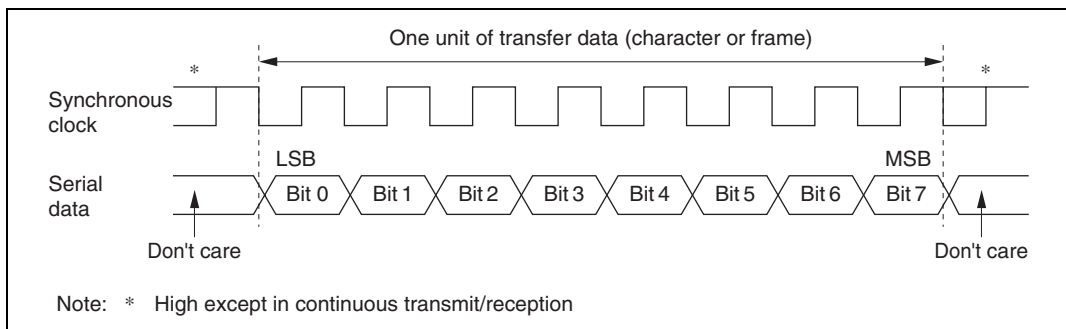 One unit of transfer data (character or frame)
* *
Synchronous
clock
LSB MSB
Serial
data
Bit 0 Bit 1 Bit 2 Bit 3 Bit 4 Bit 5 Bit 6 Bit 7
Don't care Don't care
Note: * High except in continuous transmit/reception